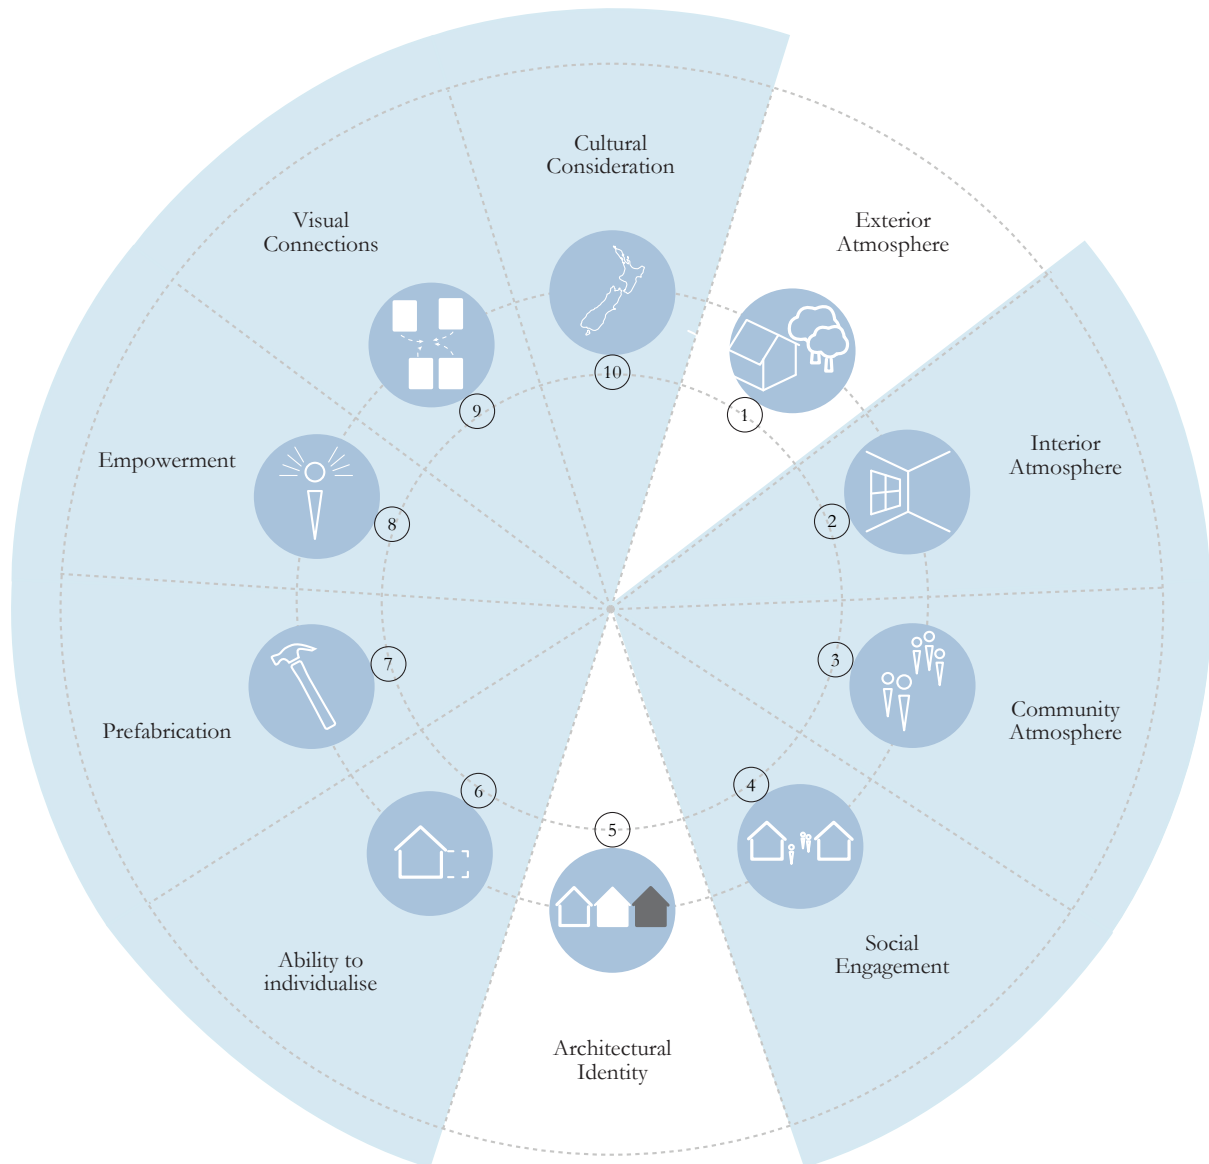 Exterior
Atmosphere
1
Interior
Atmosphere
2
Community
Atmosphere
3
Social
Engagement
4
Architectural
Identity
5
Ability to
individualise
6
Prefabrication
7
Empowerment
8
Visual
Connections
9
Cultural
Consideration
10